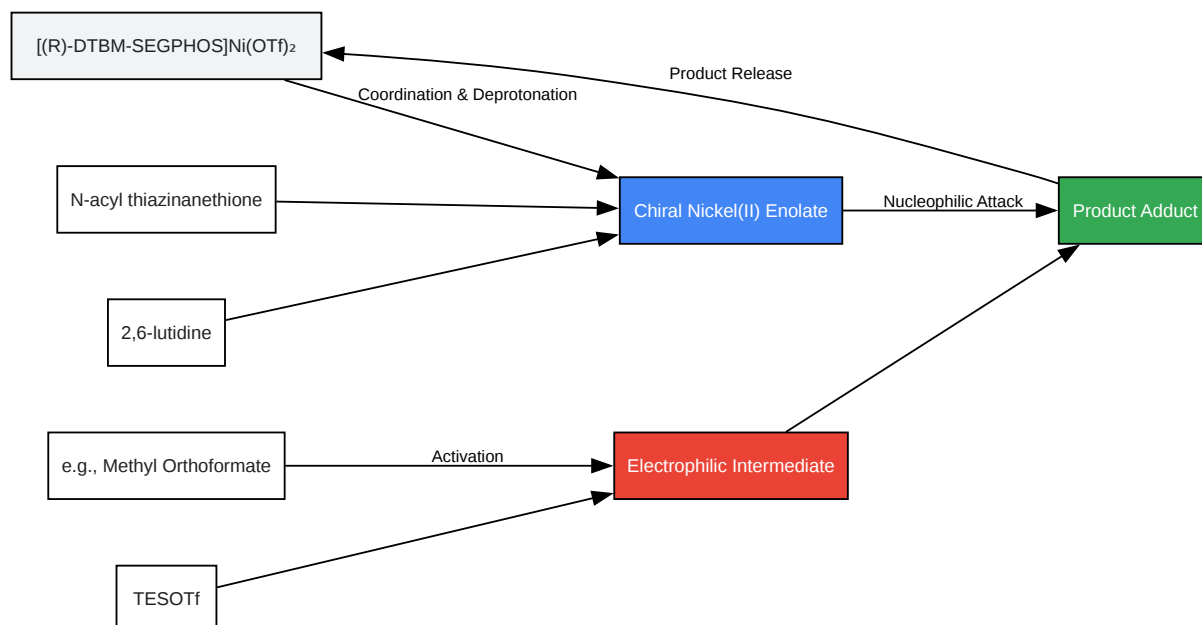 [(R)-DTBM-SEGPHOS]Ni(OTf)₂
Product Release
Coordination & Deprotonation
N-acyl thiazinanethione
Chiral Nickel(II) Enolate
Nucleophilic Attack
Product Adduct
2,6-lutidine
e.g., Methyl Orthoformate
Activation
Electrophilic Intermediate
TESOTf